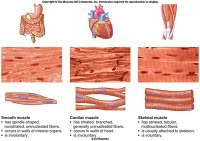 Copyright © The McGraw-Hill Companies, Inc. Permission required for reproduction or display.
Smooth muscle
• has spindle-shaped,
nonstriated, uninucleated fibers.
• occurs in walls of internal organs.
• is involuntary.
Cardiac muscle
• has striated, branched,
generally uninucleated fibers.
• occurs in walls of heart.
• is involuntary.
Skeletal muscle
• has striated, tubular,
multinucleated fibers.
• is usually attached to skeleton.
• is voluntary.